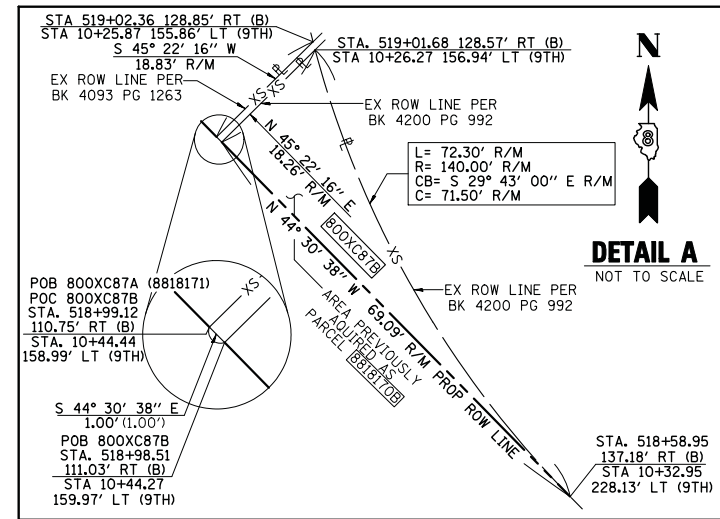 STA 519+02.36 128.85' RT (B)
STA 10+25.87 155.86' LT (9TH)
S 45° 22' 16'' W
18.83' R/M
EX ROW LINE PER
BK 4093 PG 1263
STA. 519+01.68 128.57' RT (B)
STA 10+26.27 156.94' LT (9TH)
EX ROW LINE PER
BK 4200 PG 992
XS
XS
PL
PL
N
8
N 45° 22' 16'' E
18.26' R/M
L= 72.30' R/M
R= 140.00' R/M
CB= S 29° 43' 00'' E R/M
C= 71.50' R/M
DETAIL A
NOT TO SCALE
800XC87B
XS
EX ROW LINE PER
BK 4200 PG 992
N 44° 30' 38'' W 69.09' R/M PROP ROW LINE
AREA PREVIOUSLY
AQUIRED AS
PARCEL 8818170B
POB 800XC87A (8818171)
POC 800XC87B
STA. 518+99.12
110.75' RT (B)
STA. 10+44.44
158.99' LT (9TH)
XS
S 44° 30' 38'' E
1.00' (1.00')
POB 800XC87B
STA. 518+98.51
111.03' RT (B)
STA 10+44.27
159.97' LT (9TH)
STA. 518+58.95
137.18' RT (B)
STA 10+32.95
228.13' LT (9TH)